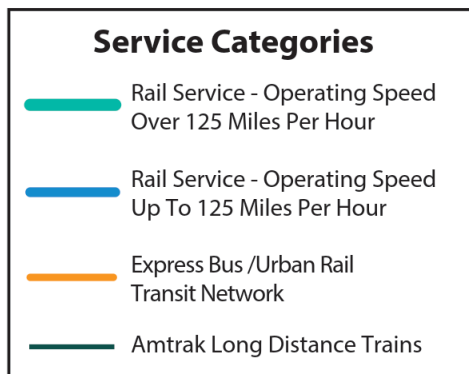 Service Categories
Rail Service - Operating Speed
Over 125 Miles Per Hour
Rail Service - Operating Speed
Up To 125 Miles Per Hour
Express Bus /Urban Rail
Transit Network
Amtrak Long Distance Trains